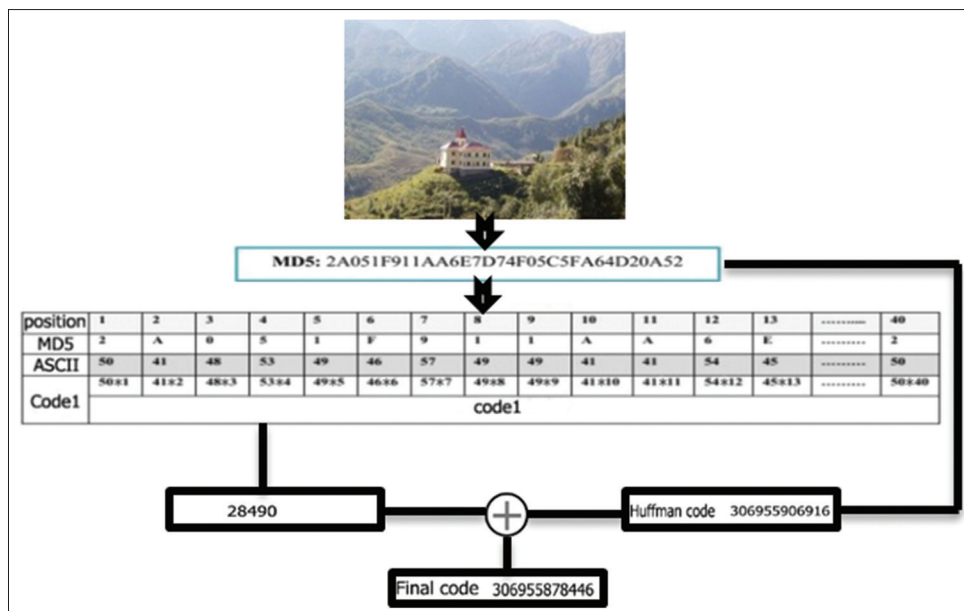 MD5: 2A051F911AA6E7D74F05C5FA64D20A52
position 1 2 3 4 5 6 7 8 9 10 11 12 13 ---------- 40
MD5 2 A 0 5 1 F 9 1 1 A A 6 E --------- 2
ASCII 50 41 48 53 49 46 57 49 49 41 41 54 45 --------- 50
Code1 50*1 41*2 48*3 53*4 49*5 46*6 57*7 49*8 49*9 41*10 41*11 54*12 45*13 --------- 50*40
code1
28490
Huffman code 306955906916
Final code 306955878446